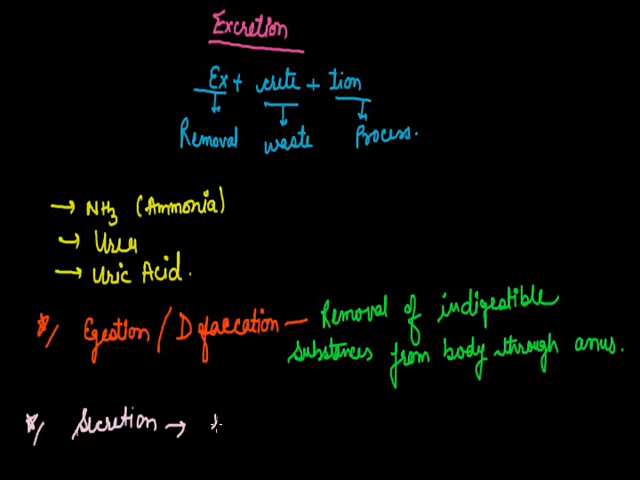 Excretion
Ex + crete + tion
Removal waste Process.
→ NH3 (Ammonia)
→ Urea
→ Uric Acid.
*/ Egestion / Defaecation — Removal of indigestible
substances from body through anus.
*/ Secretion →